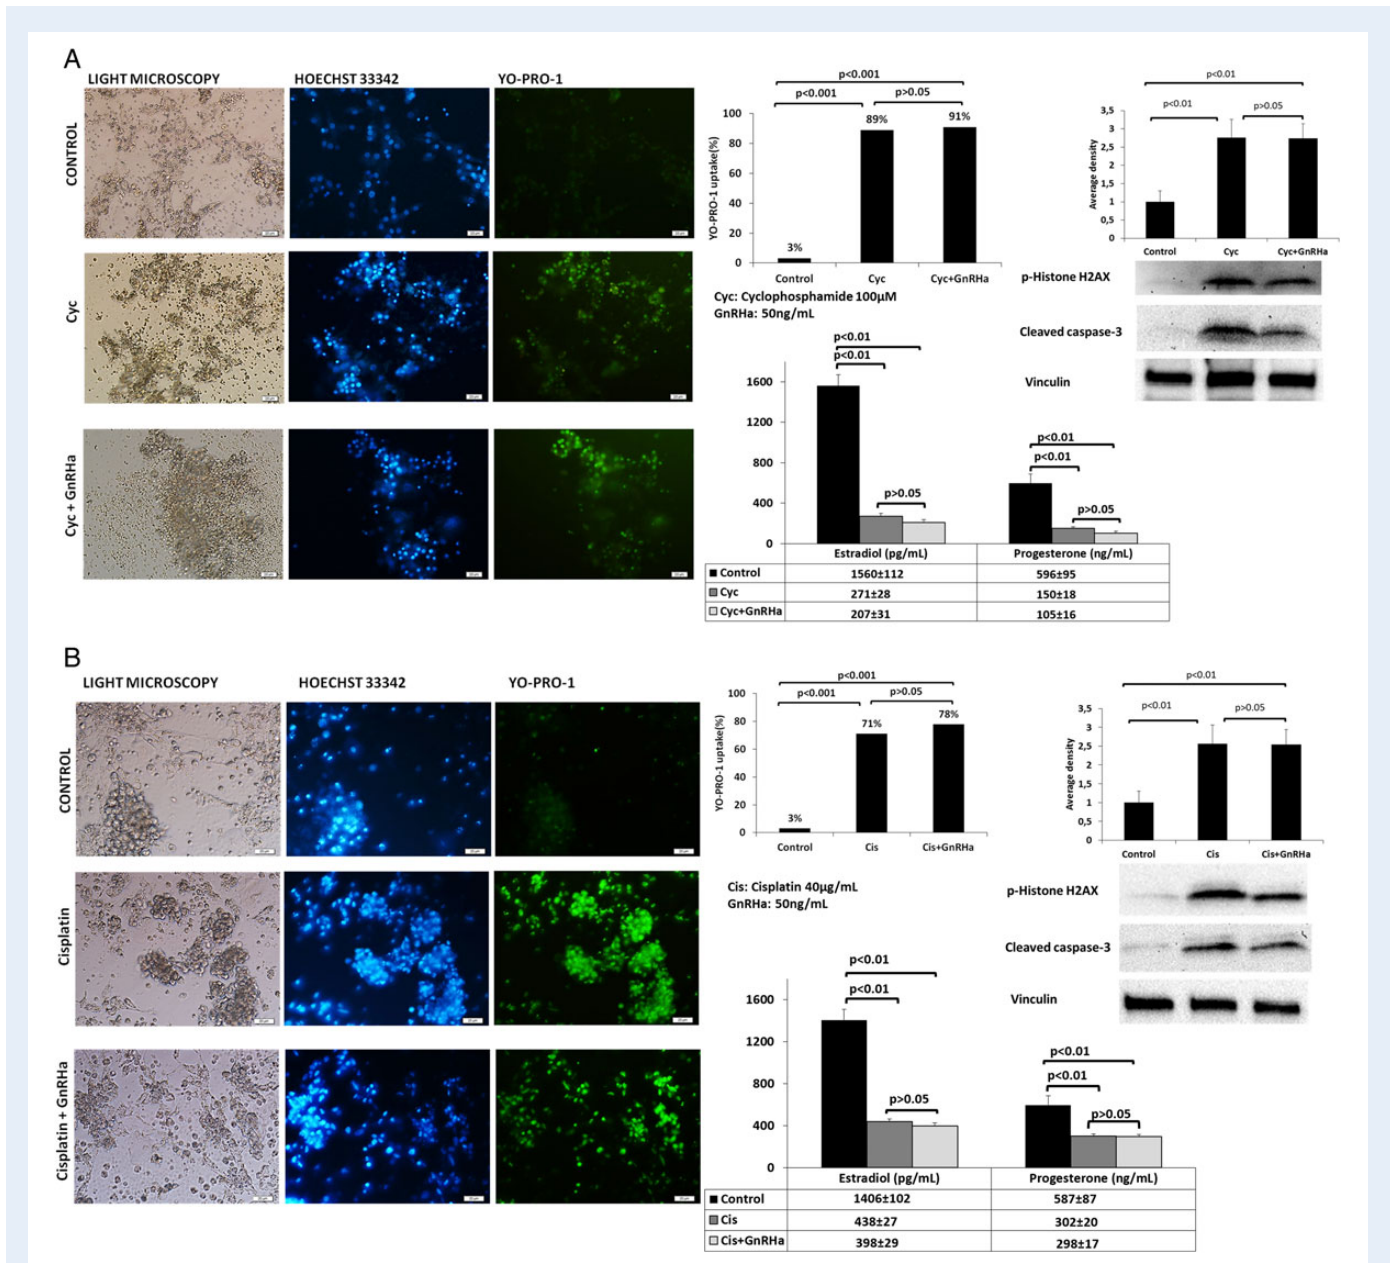 A
LIGHT MICROSCOPY HOECHST 33342 YO-PRO-1
CONTROL
Cyc
Cyc + GnRHa
p<0.001
p<0.001 p>0.05
YO-PRO-1 uptake(%)
100
80
60
40
20
0
3% 89% 91%
Control Cyc Cyc+GnRHa
Cyc: Cyclophosphamide 100µM
GnRHa: 50ng/mL
p<0.01
p<0.01 p>0.05
Average density
3,5
3
2,5
2
1,5
1
0,5
0
Control Cyc Cyc+GnRHa
p-Histone H2AX
Cleaved caspase-3
Vinculin
p<0.01
p<0.01
p>0.05
p<0.01
p<0.01
p>0.05
1600
1200
800
400
0
Estradiol (pg/mL) Progesterone (ng/mL)
Control 1560±112 596±95
Cyc 271±28 150±18
Cyc+GnRHa 207±31 105±16
B
LIGHT MICROSCOPY HOECHST 33342 YO-PRO-1
CONTROL
Cisplatin
Cisplatin + GnRHa
p<0.001
p<0.001 p>0.05
YO-PRO-1 uptake(%)
100
80
60
40
20
0
3% 71% 78%
Control Cis Cis+GnRHa
Cis: Cisplatin 40µg/mL
GnRHa: 50ng/mL
p<0.01
p<0.01 p>0.05
Average density
3,5
3
2,5
2
1,5
1
0,5
0
Control Cis Cis+GnRHa
p-Histone H2AX
Cleaved caspase-3
Vinculin
p<0.01
p<0.01
p>0.05
p<0.01
p<0.01
p>0.05
1600
1200
800
400
0
Estradiol (pg/mL) Progesterone (ng/mL)
Control 1406±102 587±87
Cis 438±27 302±20
Cis+GnRHa 398±29 298±17